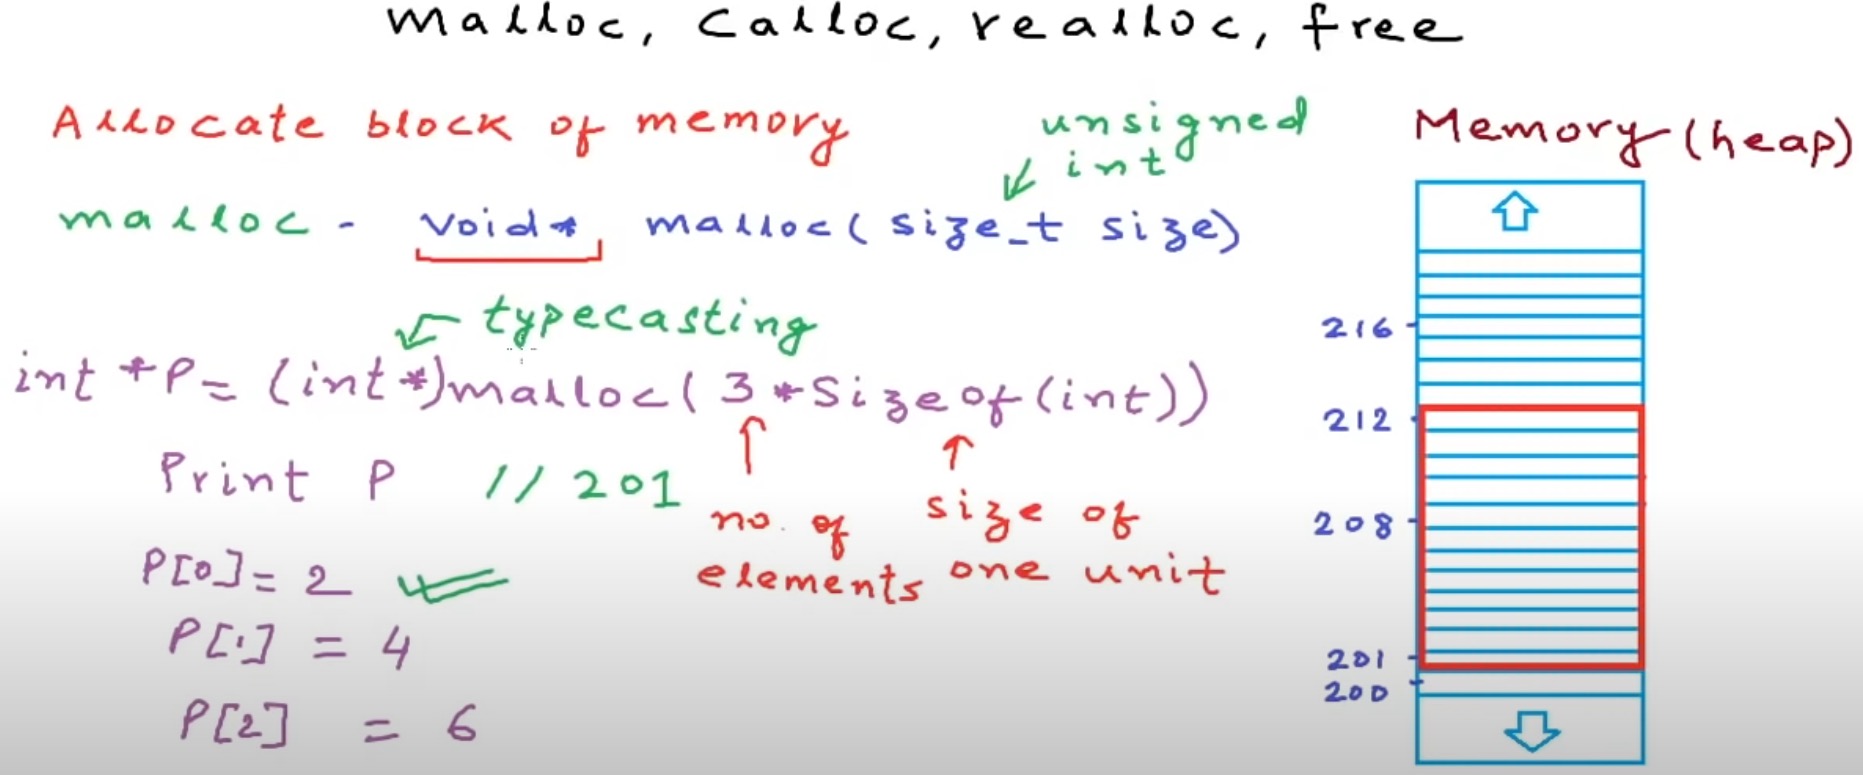 malloc, calloc, realloc, free
Allocate block of memory
unsigned
int
malloc - void* malloc(size_t size)
typecasting
int *P = (int*)malloc(3*sizeof(int))
Print P // 201
no. of
elements
size of
one unit
P[0] = 2
P[1] = 4
P[2] = 6
Memory (heap)
216
212
208
201
200